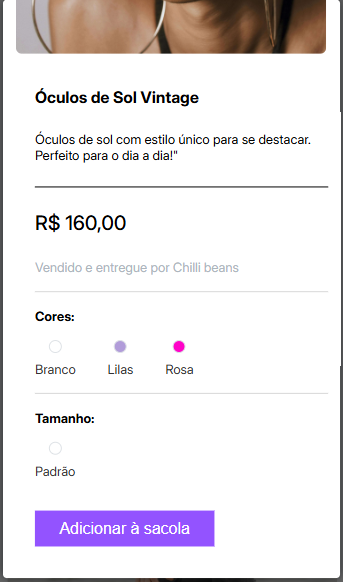 Óculos de Sol Vintage
Óculos de sol com estilo único para se destacar.
Perfeito para o dia a dia!"
R$ 160,00
Vendido e entregue por Chilli beans
Cores:
Branco Lilas Rosa
Tamanho:
Padrão
Adicionar à sacola